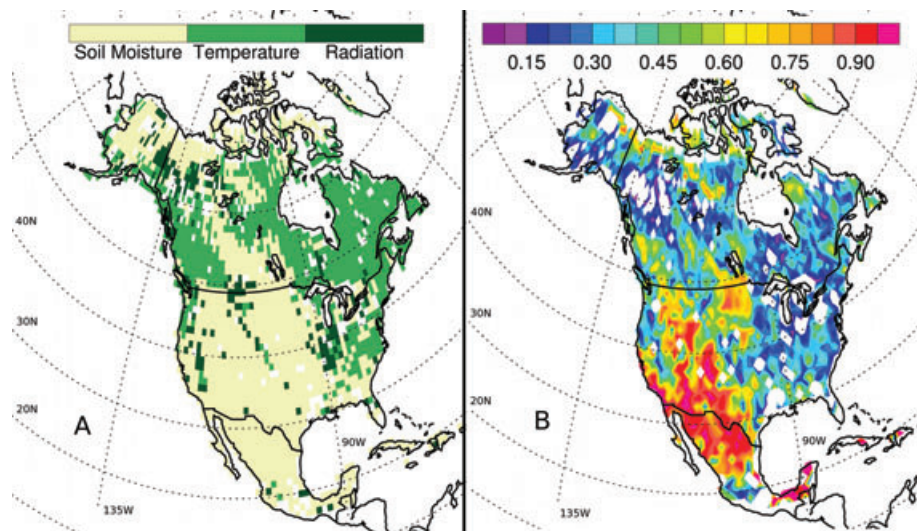 Soil Moisture Temperature Radiation
40N
30N
20N
A
90W
135W
0.15 0.30 0.45 0.60 0.75 0.90
40N
30N
20N
B
90W
135W